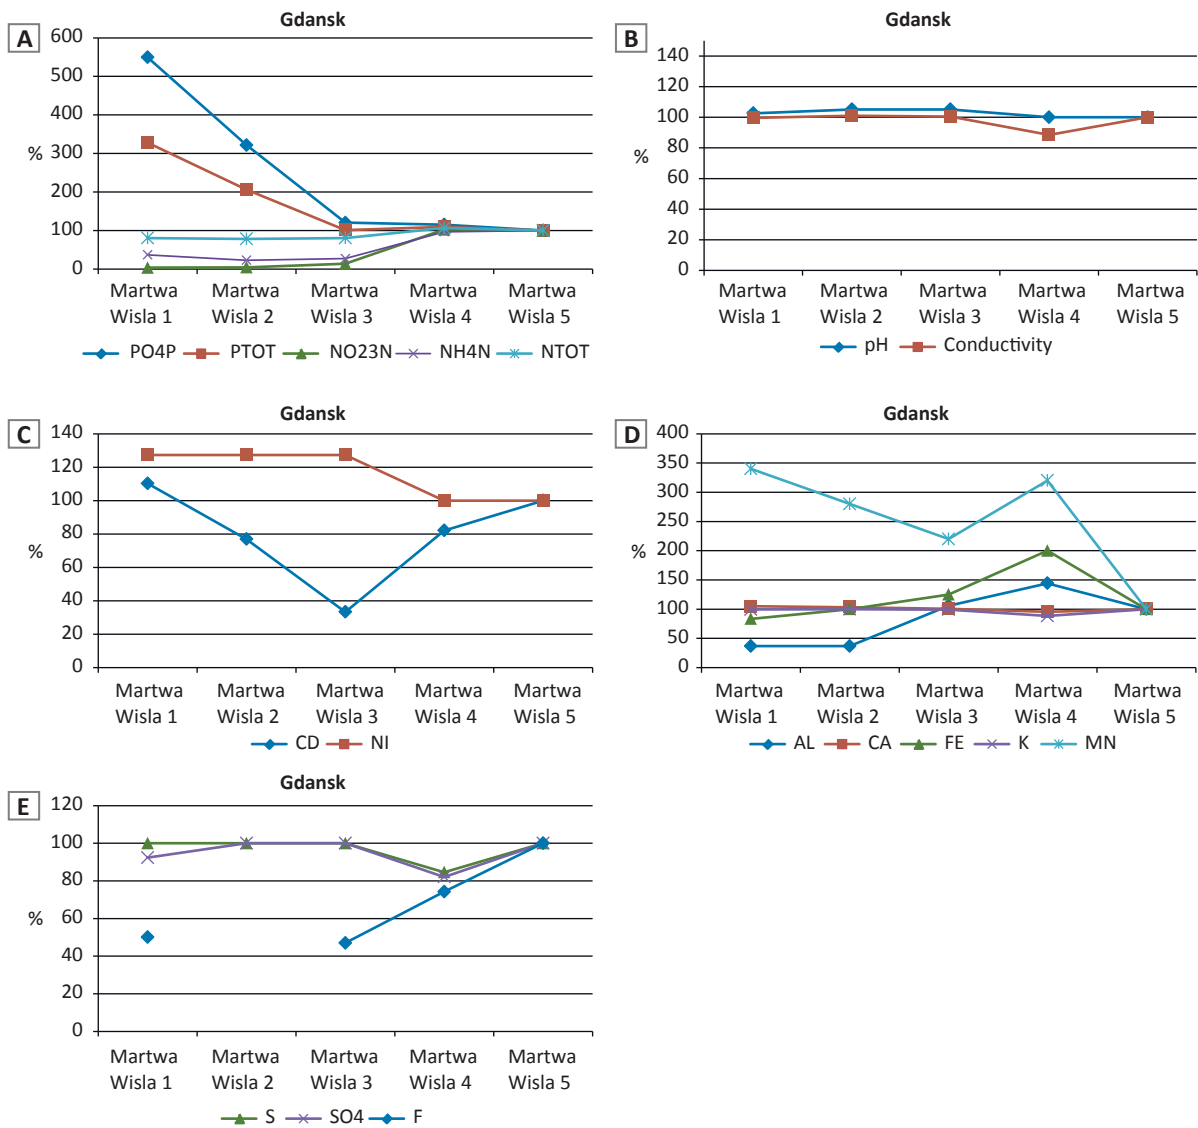 A
Gdansk
600
500
400
300
200
100
0
%
Martwa Wisla 1
Martwa Wisla 2
Martwa Wisla 3
Martwa Wisla 4
Martwa Wisla 5
PO4P PTOT NO23N NH4N NTOT
B
Gdansk
140
120
100
80
60
40
20
0
%
Martwa Wisla 1
Martwa Wisla 2
Martwa Wisla 3
Martwa Wisla 4
Martwa Wisla 5
pH Conductivity
C
Gdansk
140
120
100
80
60
40
20
0
%
Martwa Wisla 1
Martwa Wisla 2
Martwa Wisla 3
Martwa Wisla 4
Martwa Wisla 5
CD NI
D
Gdansk
400
350
300
250
200
150
100
50
0
%
Martwa Wisla 1
Martwa Wisla 2
Martwa Wisla 3
Martwa Wisla 4
Martwa Wisla 5
AL CA FE K MN
E
Gdansk
120
100
80
60
40
20
0
%
Martwa Wisla 1
Martwa Wisla 2
Martwa Wisla 3
Martwa Wisla 4
Martwa Wisla 5
S SO4 F